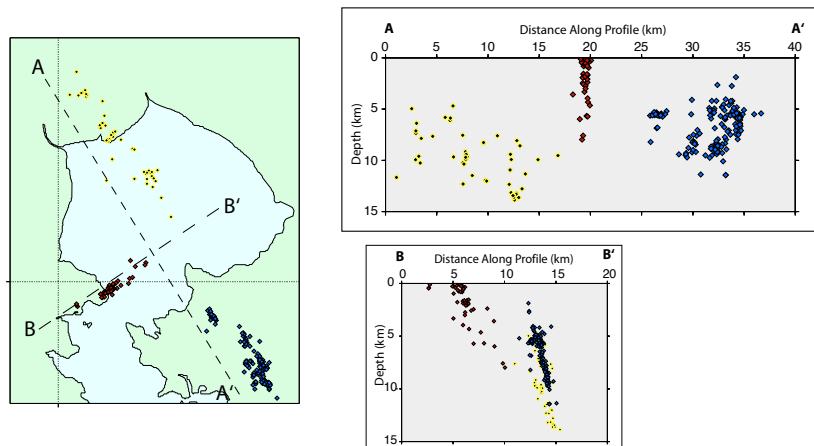 A
B'
B
A'
A Distance Along Profile (km) A'
0 5 10 15 20 25 30 35 40
0
5
10
15
Depth (km)
B Distance Along Profile (km) B'
0 5 10 15 20
0
5
10
15
Depth (km)